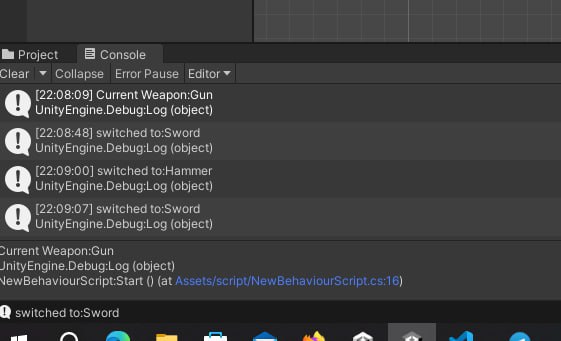 Project
Console
Clear Collapse Error Pause Editor
[22:08:09] Current Weapon:Gun
UnityEngine.Debug:Log (object)
[22:08:48] switched to:Sword
UnityEngine.Debug:Log (object)
[22:09:00] switched to:Hammer
UnityEngine.Debug:Log (object)
[22:09:07] switched to:Sword
UnityEngine.Debug:Log (object)
Current Weapon:Gun
UnityEngine.Debug:Log (object)
NewBehaviourScript:Start () (at Assets/script/NewBehaviourScript.cs:16)
switched to:Sword